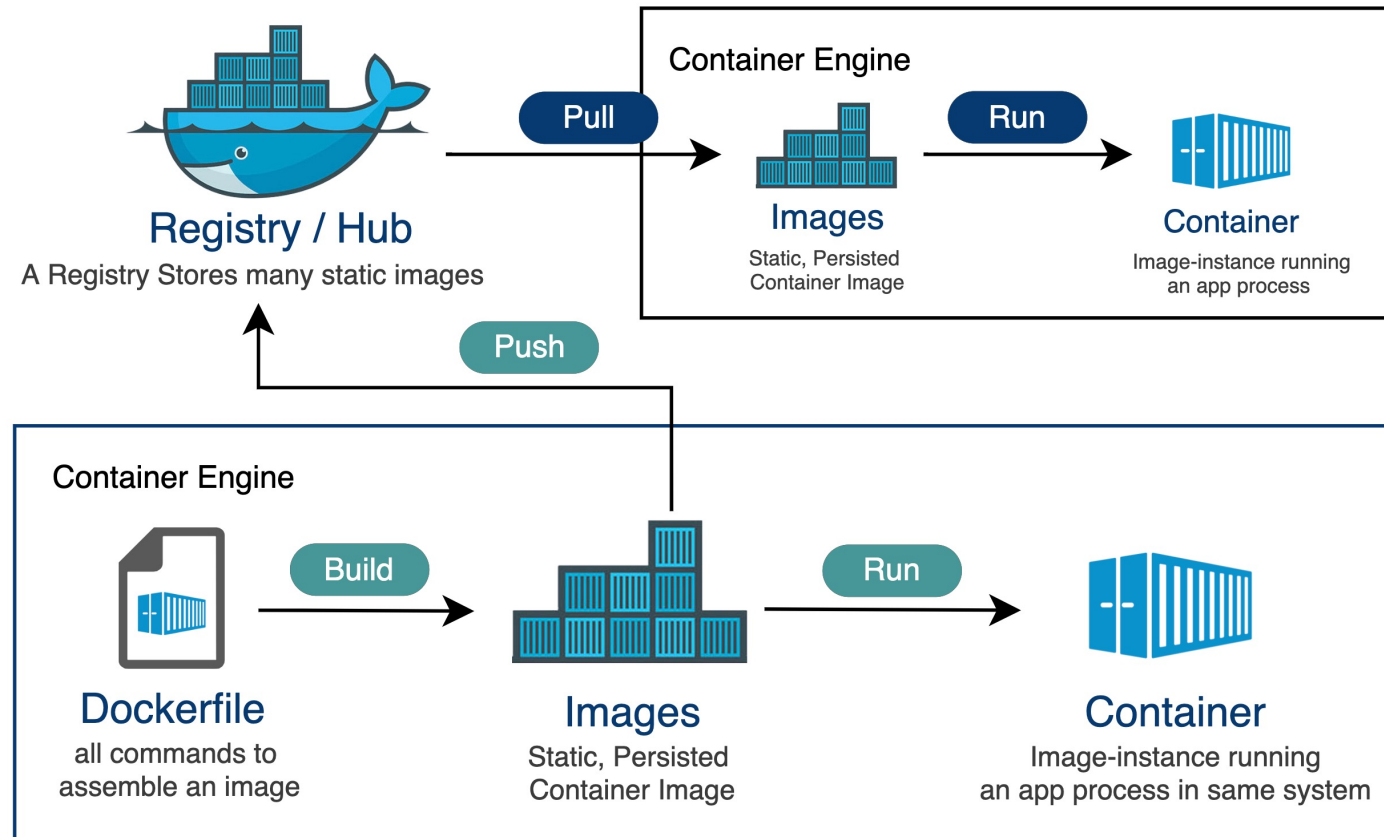 Container Engine
Pull
Run
Images
Static, Persisted
Container Image
Container
Image-instance running
an app process
Registry / Hub
A Registry Stores many static images
Push
Container Engine
Build
Run
Dockerfile
all commands to
assemble an image
Images
Static, Persisted
Container Image
Container
Image-instance running
an app process in same system